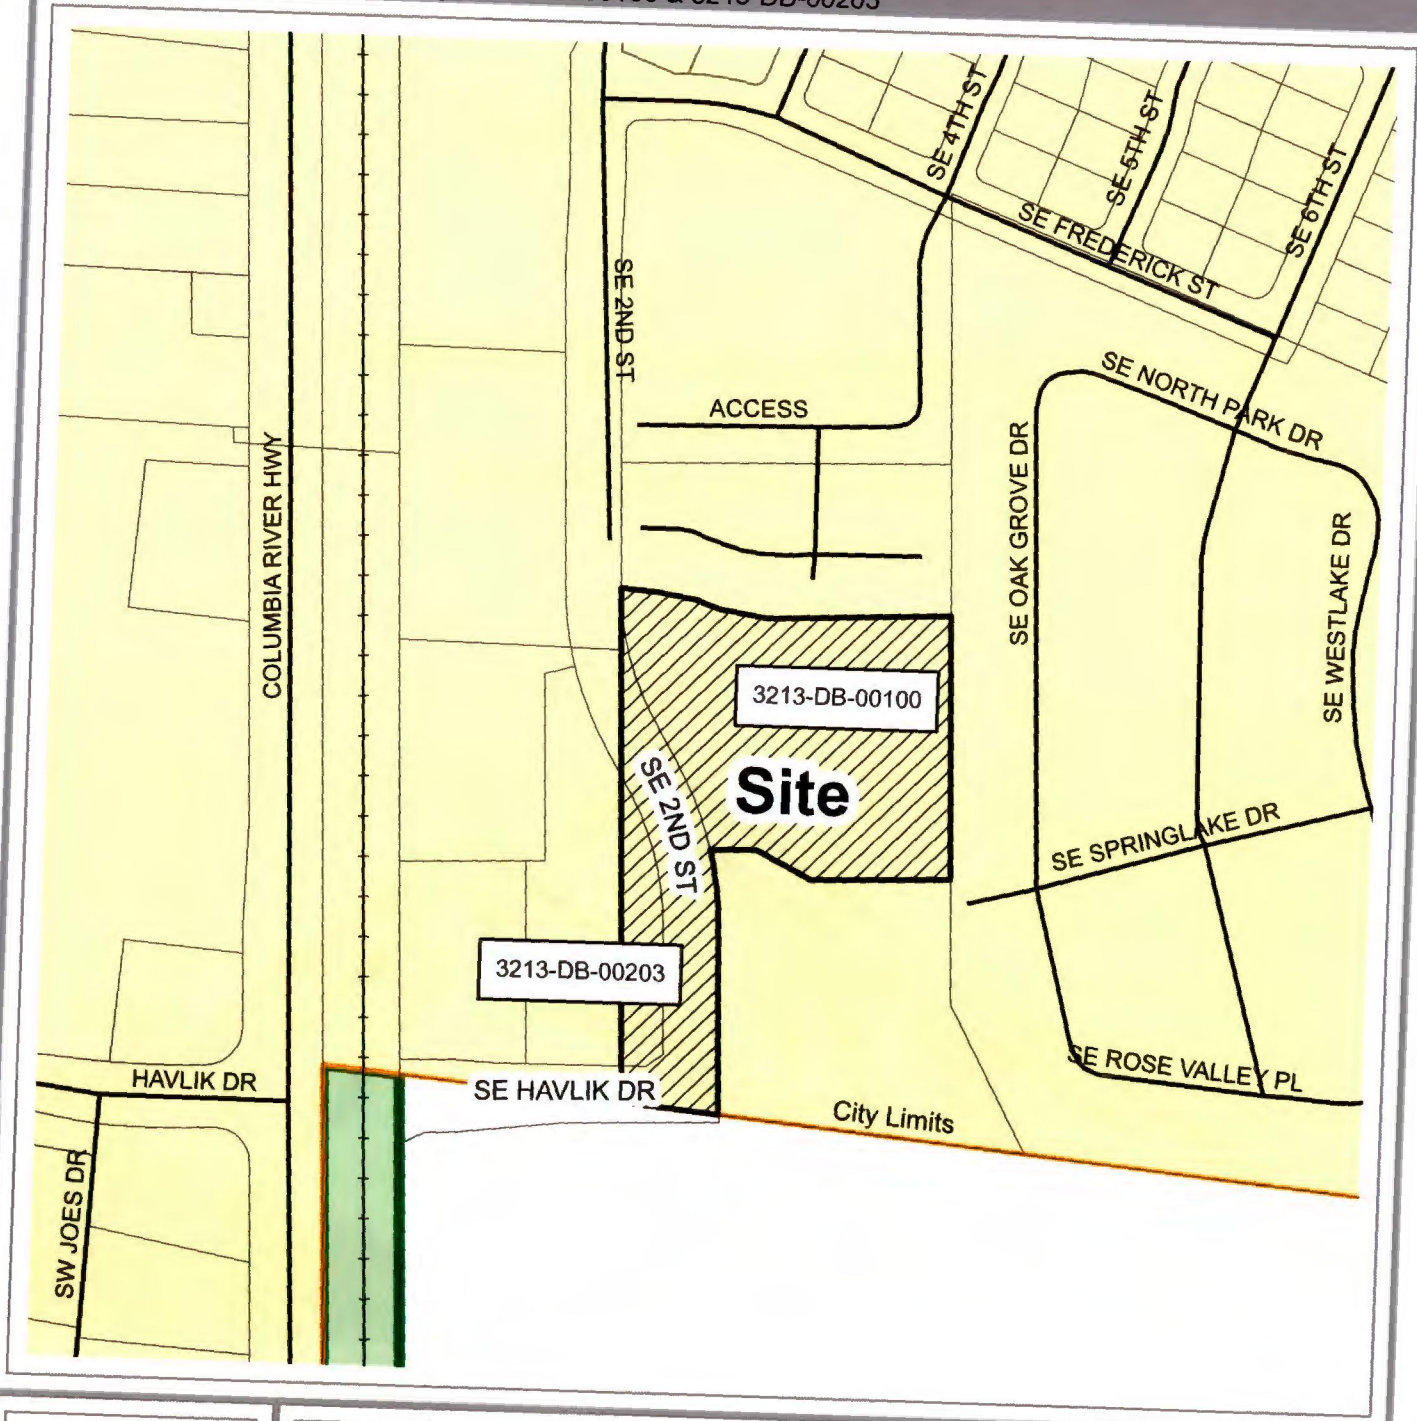 & 3213-DB-00203
SE 4TH ST
SE 5TH ST
SE 6TH ST
SE FREDERICK ST
SE 2ND ST
SE NORTH PARK DR
ACCESS
COLUMBIA RIVER HWY
SE OAK GROVE DR
SE WESTLAKE DR
3213-DB-00100
Site
SE 2ND ST
SE SPRINGLAKE DR
3213-DB-00203
HAVLIK DR
SE HAVLIK DR
SE ROSE VALLEY PL
City Limits
SW JOES DR